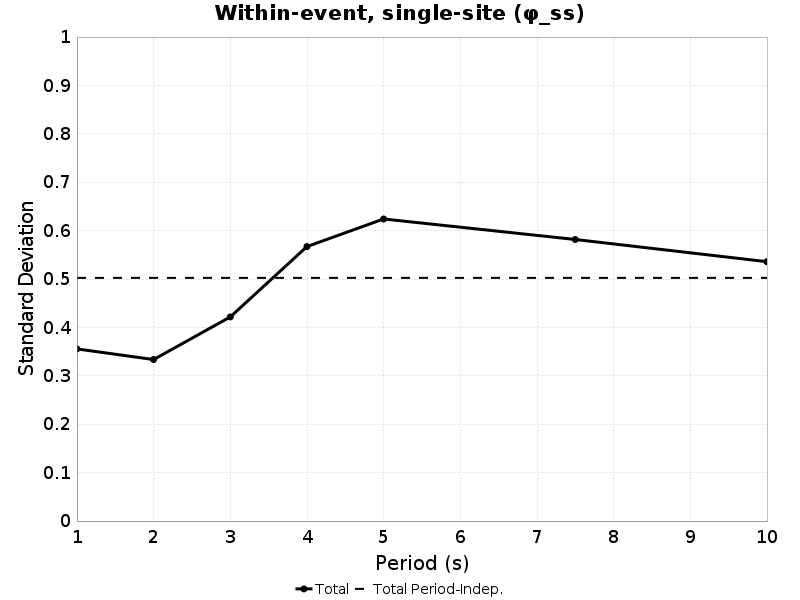 Within-event, single-site (φ_ss)
1
0.9
0.8
0.7
0.6
0.5
0.4
0.3
0.2
0.1
0
Standard Deviation
1 2 3 4 5 6 7 8 9 10
Period (s)
Total Total Period-Indep.